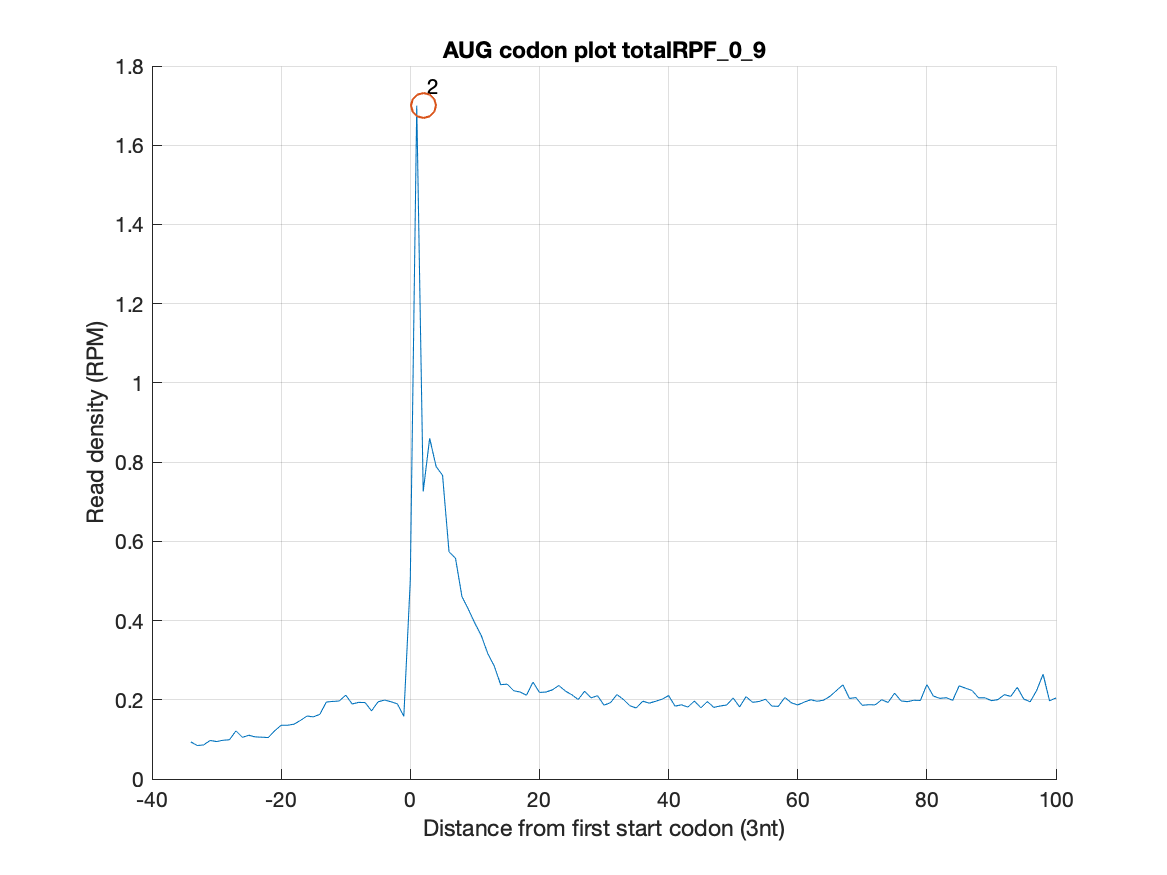 AUG codon plot totalRPF_0_9
2
1.8
1.6
1.4
1.2
1
0.8
0.6
0.4
0.2
0
Read density (RPM)
-40 -20 0 20 40 60 80 100
Distance from first start codon (3nt)